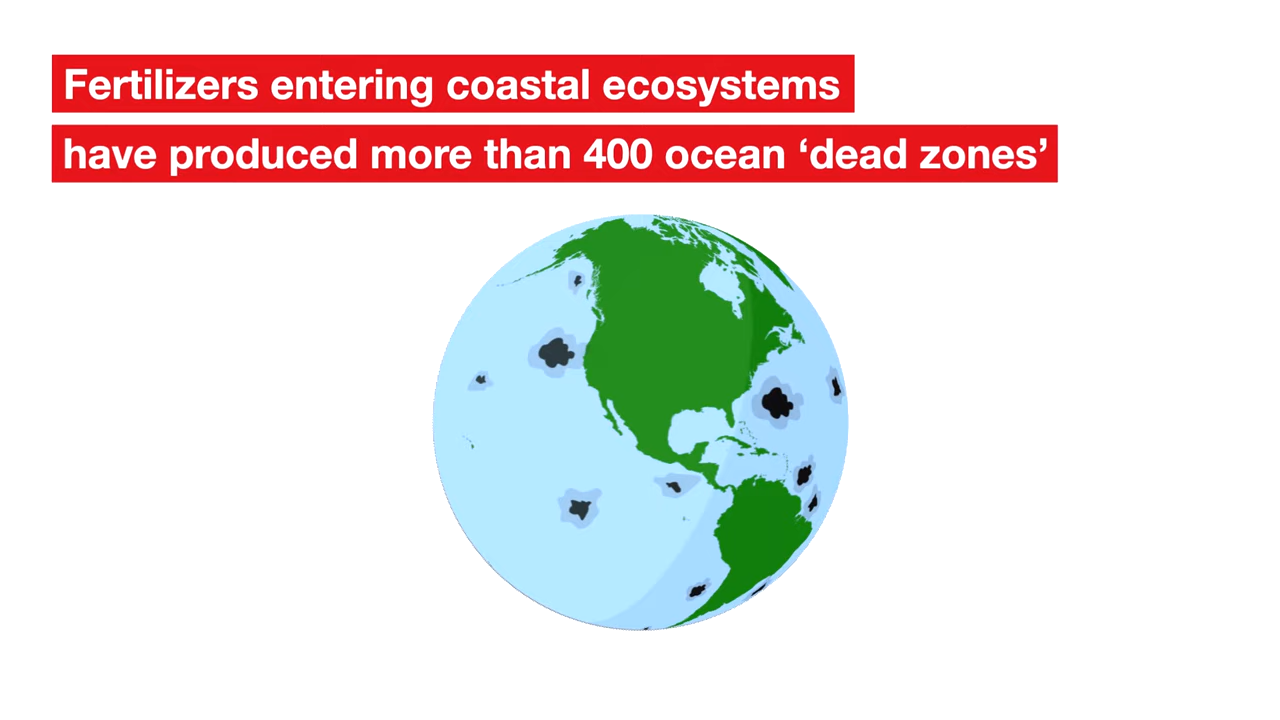 Fertilizers entering coastal ecosystems
have produced more than 400 ocean ‘dead zones’